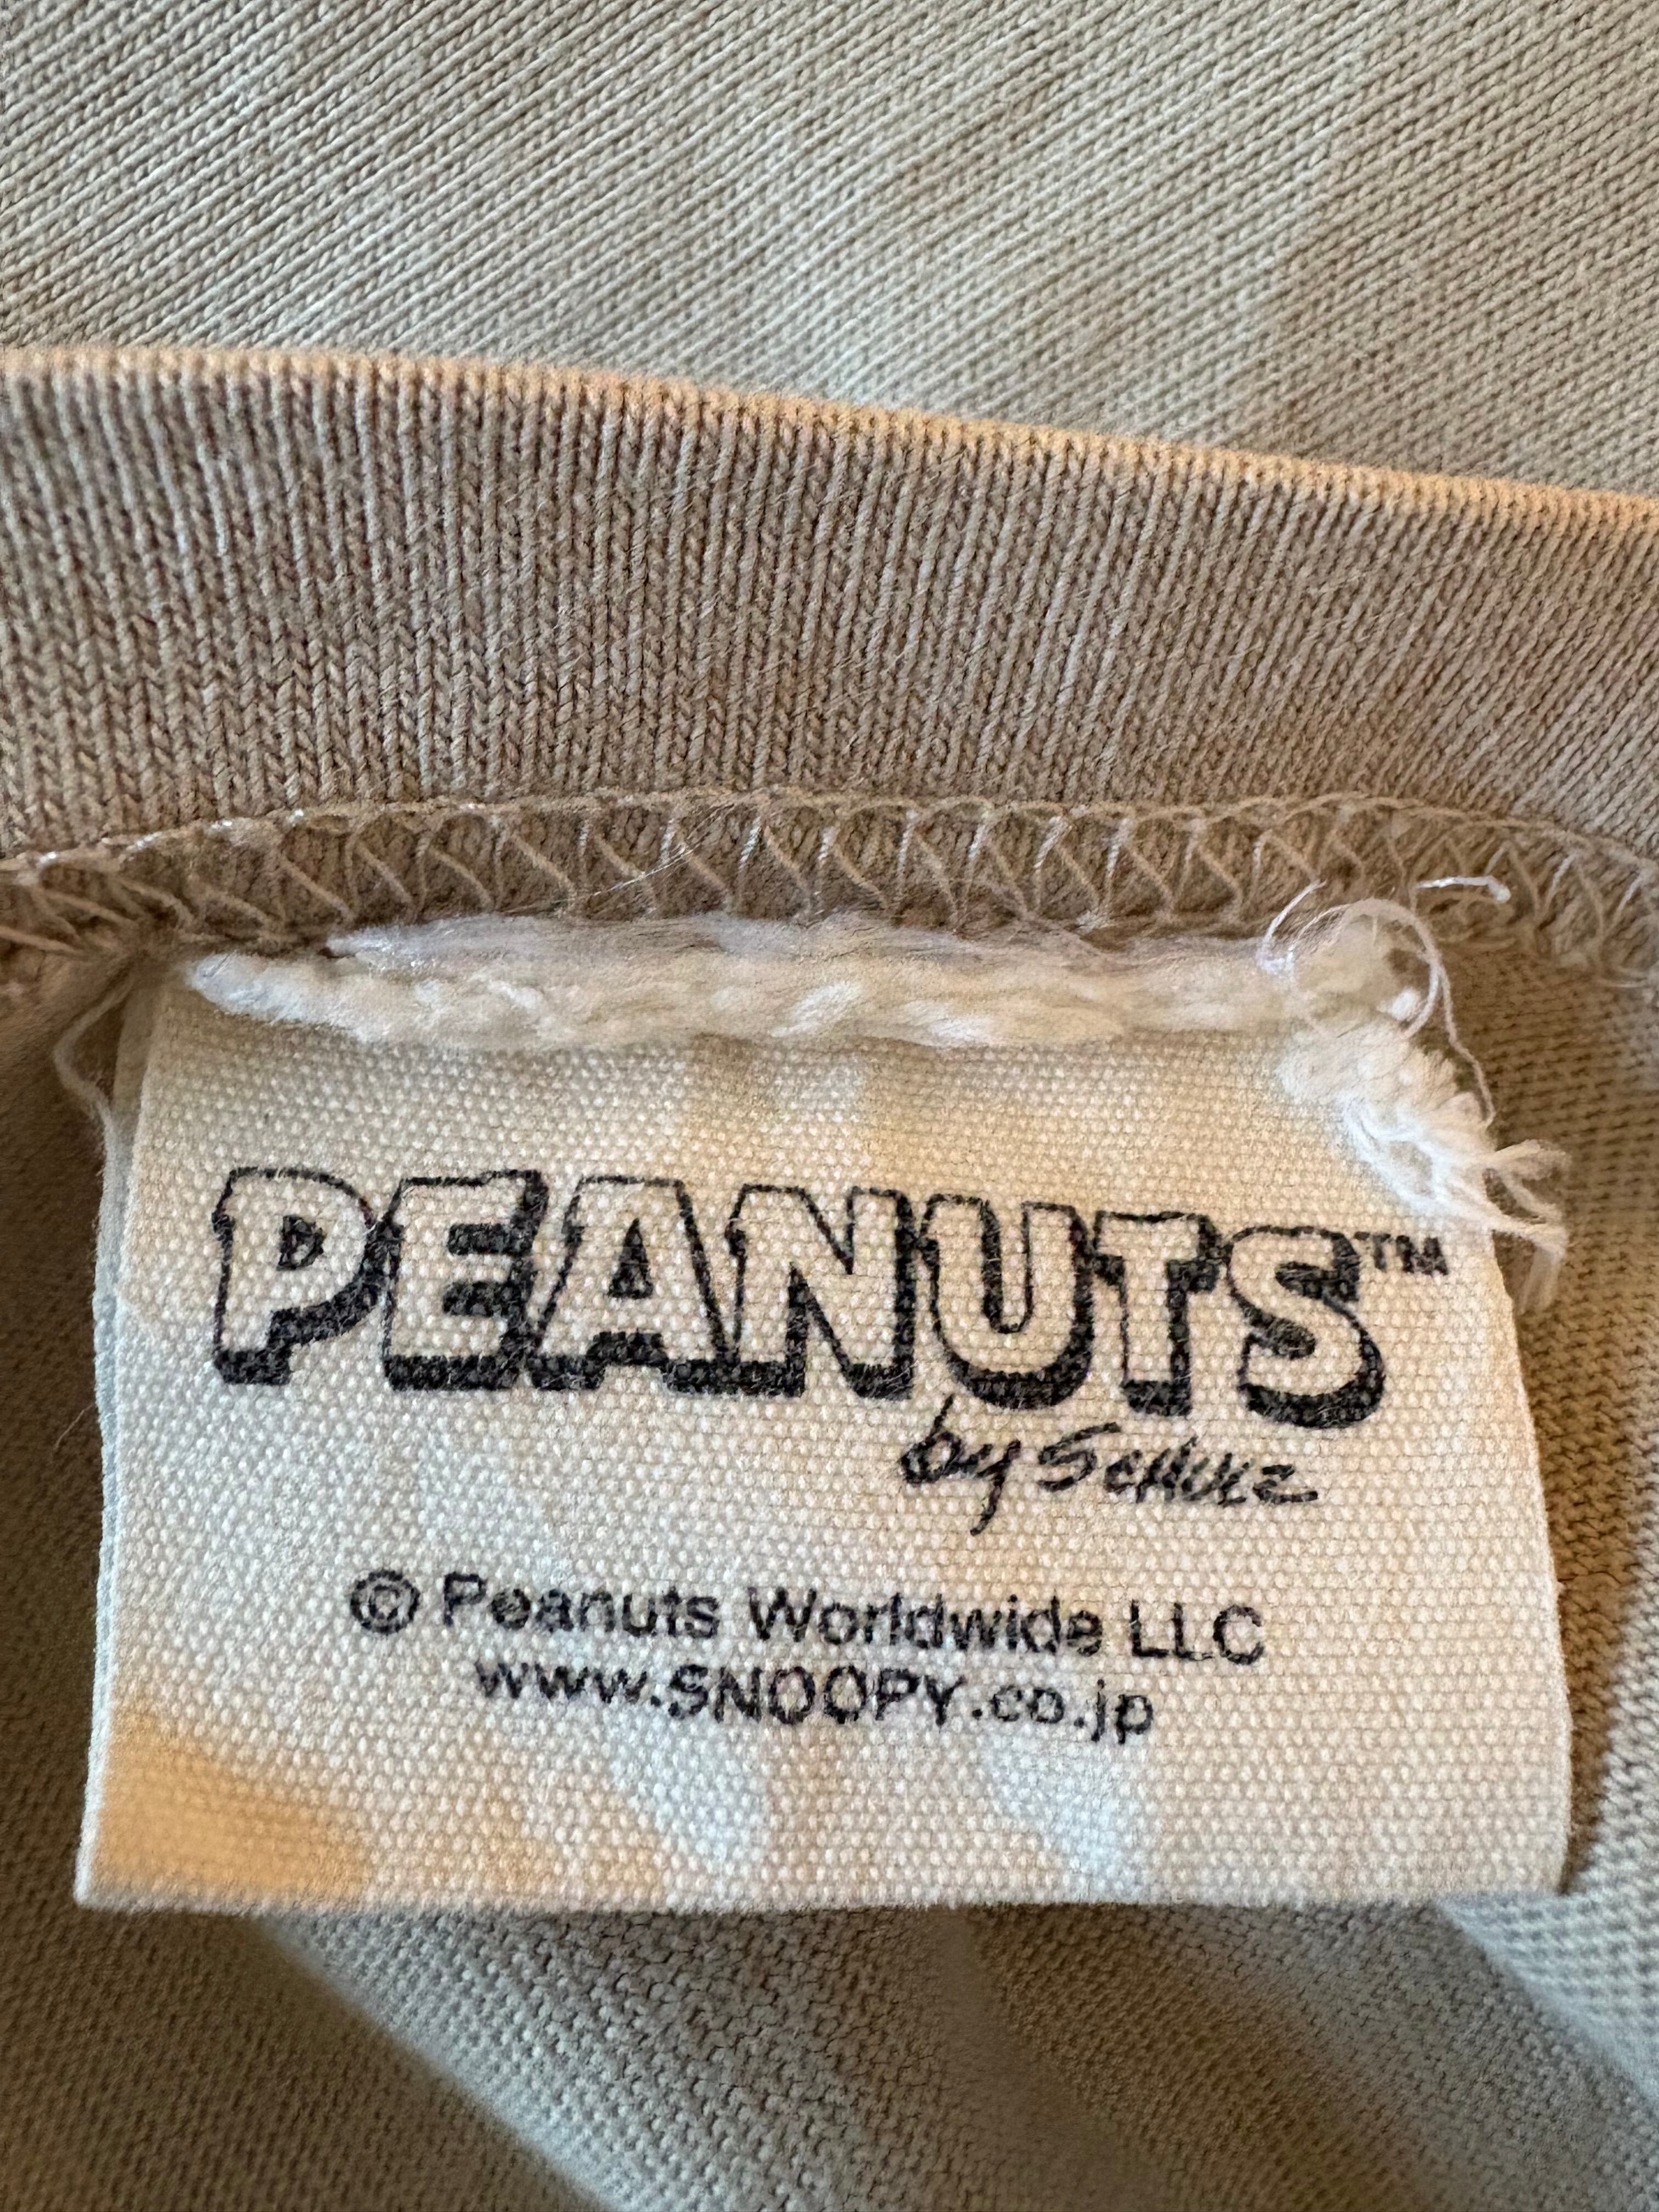 PEANUTS™
by SCHULZ
© Peanuts Worldwide LLC
www.SNOOPY.co.jp